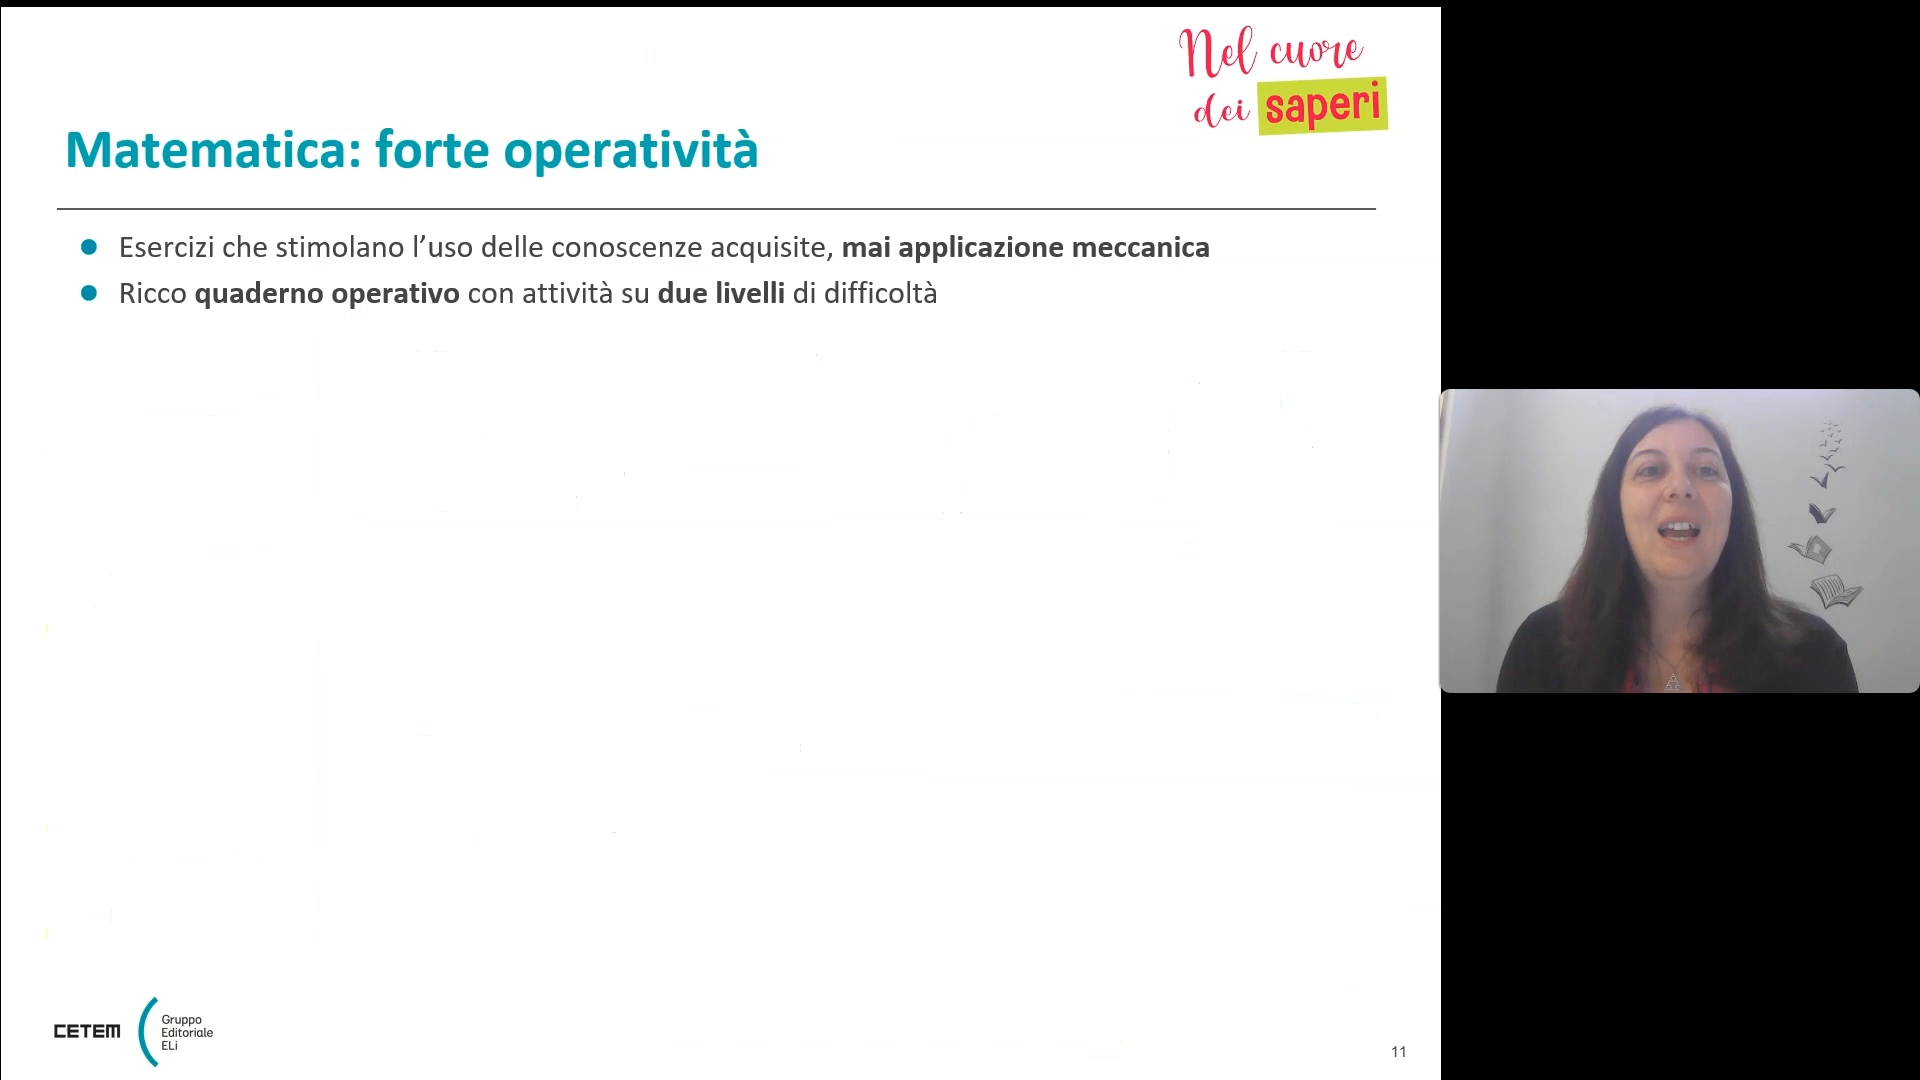 Nel cuore
dei saperi
Matematica: forte operatività
Esercizi che stimolano l’uso delle conoscenze acquisite, mai applicazione meccanica
Ricco quaderno operativo con attività su due livelli di difficoltà
CETEM
Gruppo
Editoriale
ELi
11